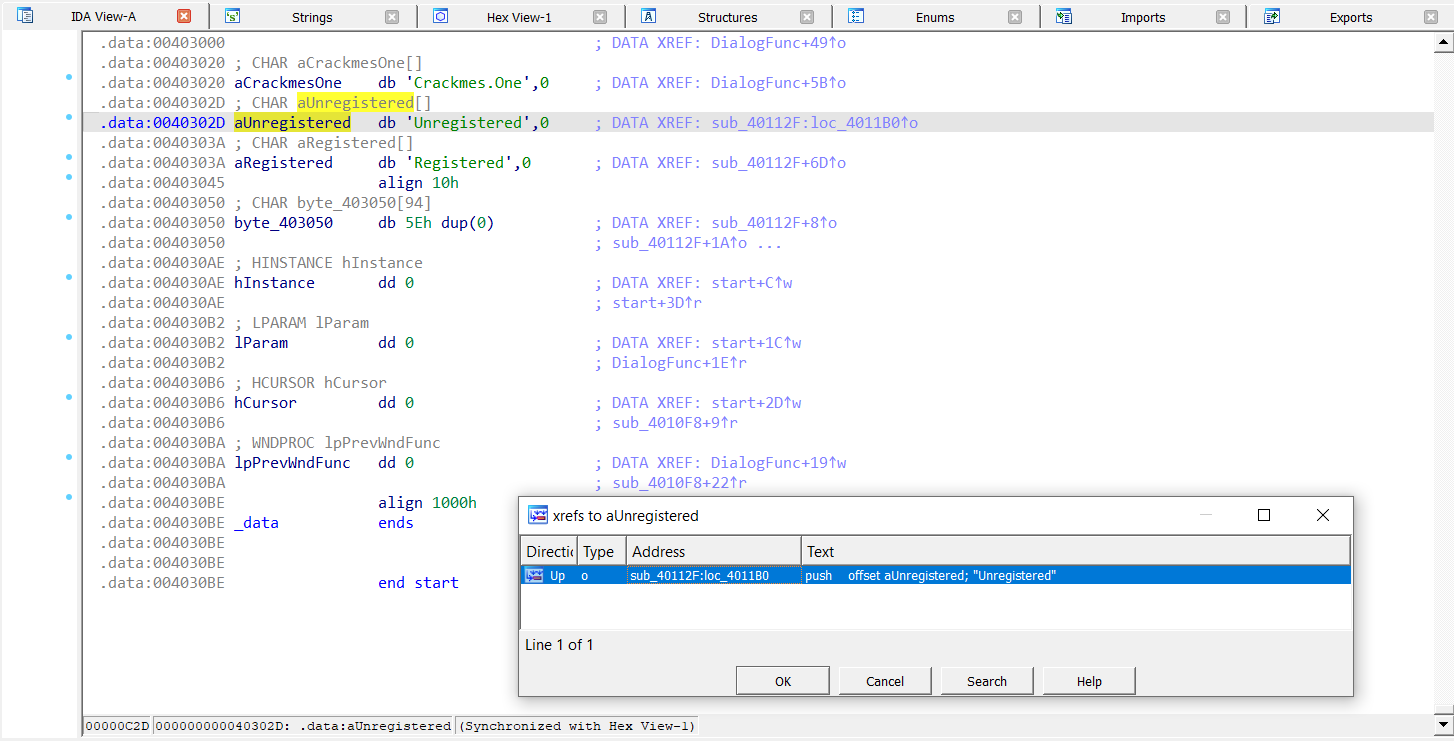 IDA View-A Strings Hex View-1 Structures Enums Imports Exports
.data:00403000 ; DATA XREF: DialogFunc+49↑o
.data:00403020 ; CHAR aCrackmesOne[]
.data:00403020 aCrackmesOne db 'Crackmes.One',0 ; DATA XREF: DialogFunc+5B↑o
.data:0040302D ; CHAR aUnregistered[]
.data:0040302D aUnregistered db 'Unregistered',0 ; DATA XREF: sub_40112F:loc_4011B0↑o
.data:0040303A ; CHAR aRegistered[]
.data:0040303A aRegistered db 'Registered',0 ; DATA XREF: sub_40112F+6D↑o
.data:00403045 align 10h
.data:00403050 ; CHAR byte_403050[94]
.data:00403050 byte_403050 db 5Eh dup(0) ; DATA XREF: sub_40112F+8↑o
.data:00403050 ; sub_40112F+1A↑o ...
.data:004030AE ; HINSTANCE hInstance
.data:004030AE hInstance dd 0 ; DATA XREF: start+C↑w
.data:004030AE ; start+3D↑r
.data:004030B2 ; LPARAM lParam
.data:004030B2 lParam dd 0 ; DATA XREF: start+1C↑w
.data:004030B2 ; DialogFunc+1E↑r
.data:004030B6 ; HCURSOR hCursor
.data:004030B6 hCursor dd 0 ; DATA XREF: start+2D↑w
.data:004030B6 ; sub_4010F8+9↑r
.data:004030BA ; WNDPROC lpPrevWndFunc
.data:004030BA lpPrevWndFunc dd 0 ; DATA XREF: DialogFunc+19↑w
.data:004030BA ; sub_4010F8+22↑r
.data:004030BE align 1000h
.data:004030BE _data ends
.data:004030BE
.data:004030BE
.data:004030BE end start
xrefs to aUnregistered
Directic Type Address Text
Up o sub_40112F:loc_4011B0 push offset aUnregistered; "Unregistered"
Line 1 of 1
OK Cancel Search Help
00000C2D 000000000040302D: .data:aUnregistered (Synchronized with Hex View-1)